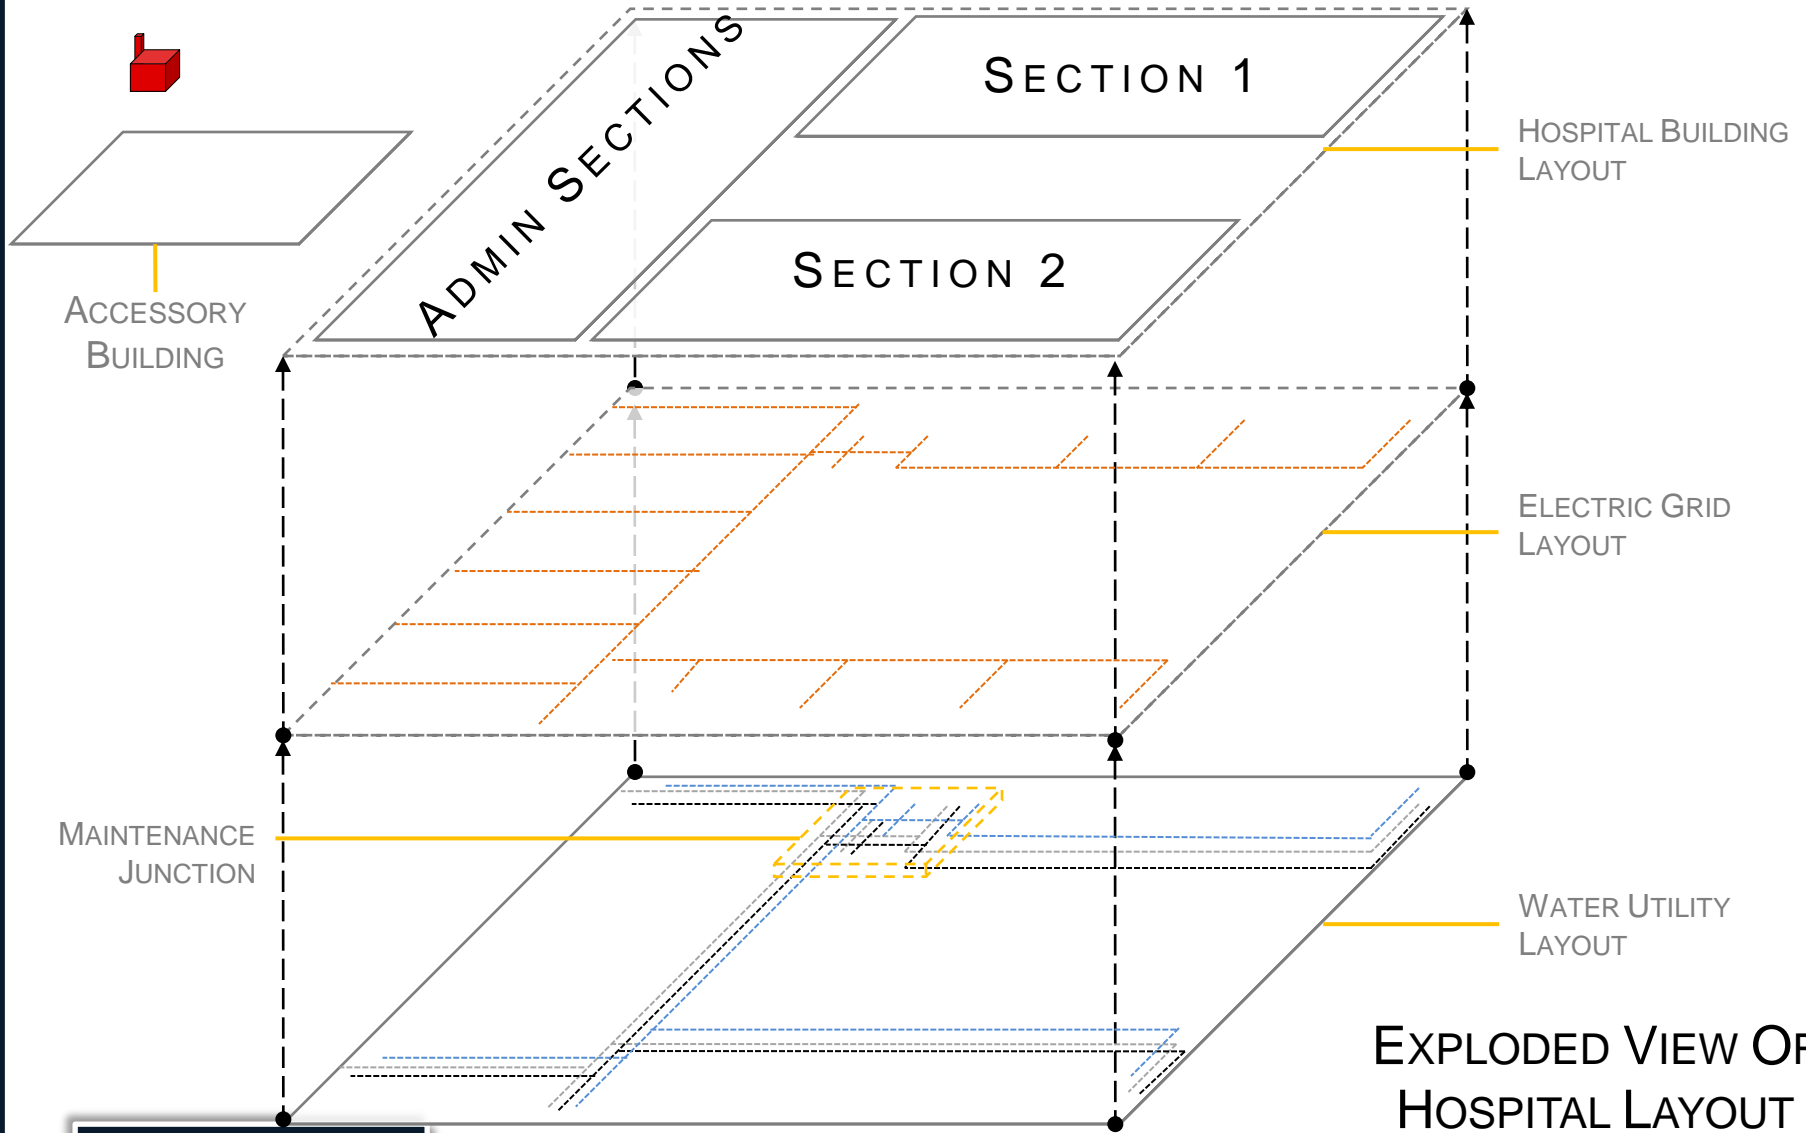 ADMIN SECTIONS
SECTION 1
SECTION 2
HOSPITAL BUILDING
LAYOUT
ACCESSORY
BUILDING
ELECTRIC GRID
LAYOUT
MAINTENANCE
JUNCTION
WATER UTILITY
LAYOUT
EXPLODED VIEW OF
HOSPITAL LAYOUT